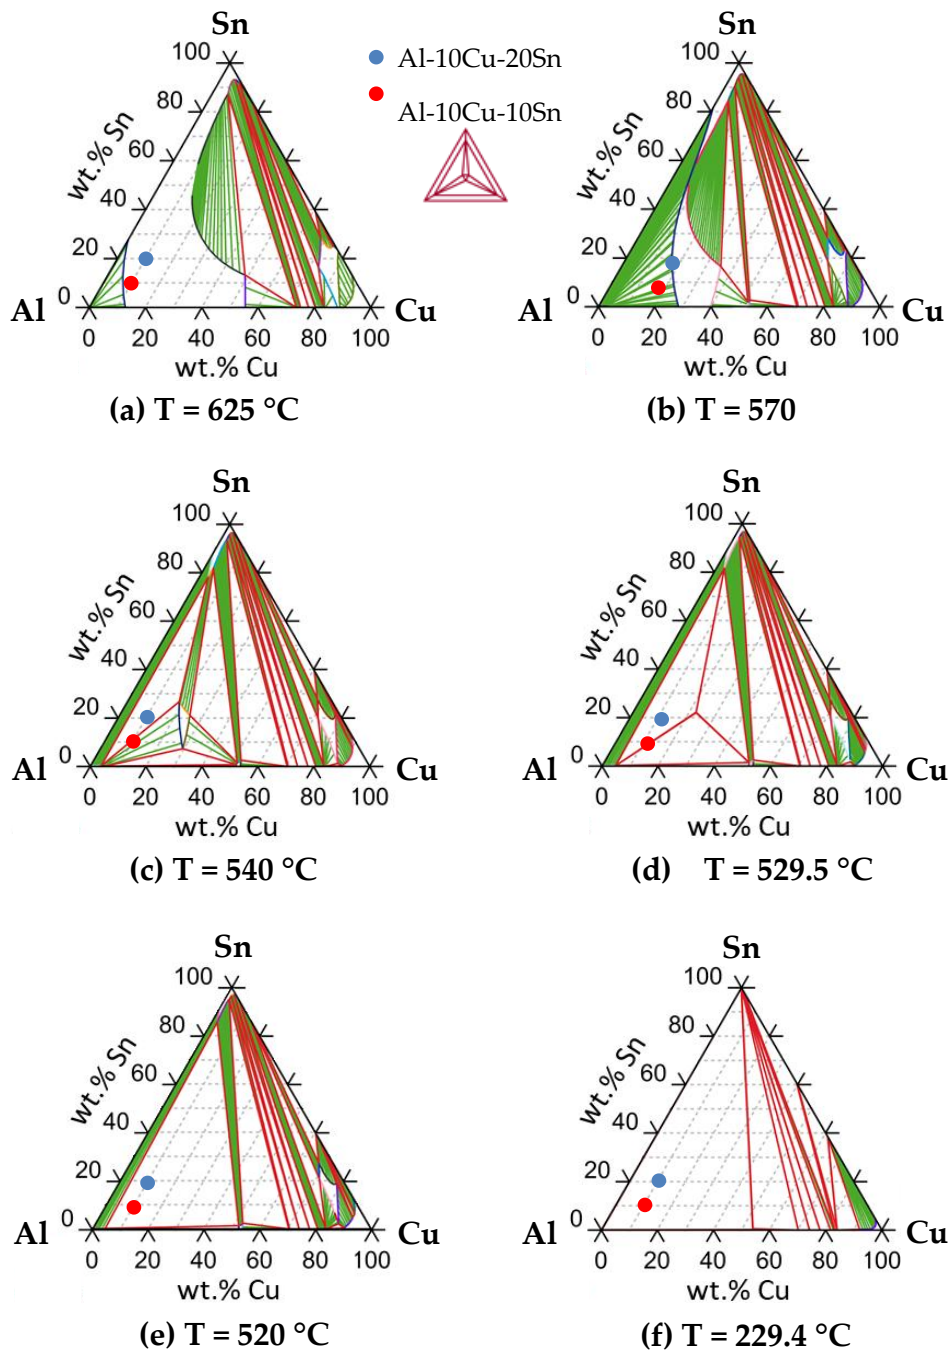 Sn
100
80
60
40
20
0
wt.% Sn
Al
Cu
0 20 40 60 80 100
wt.% Cu
(a) T = 625 °C
Al-10Cu-20Sn
Al-10Cu-10Sn
Sn
100
80
60
40
20
0
wt.% Sn
Al
Cu
0 20 40 60 80 100
wt.% Cu
(b) T = 570
Sn
100
80
60
40
20
0
wt.% Sn
Al
Cu
0 20 40 60 80 100
wt.% Cu
(c) T = 540 °C
Sn
100
80
60
40
20
0
wt.% Sn
Al
Cu
0 20 40 60 80 100
wt.% Cu
(d) T = 529.5 °C
Sn
100
80
60
40
20
0
wt.% Sn
Al
Cu
0 20 40 60 80 100
wt.% Cu
(e) T = 520 °C
Sn
100
80
60
40
20
0
wt.% Sn
Al
Cu
0 20 40 60 80 100
wt.% Cu
(f) T = 229.4 °C